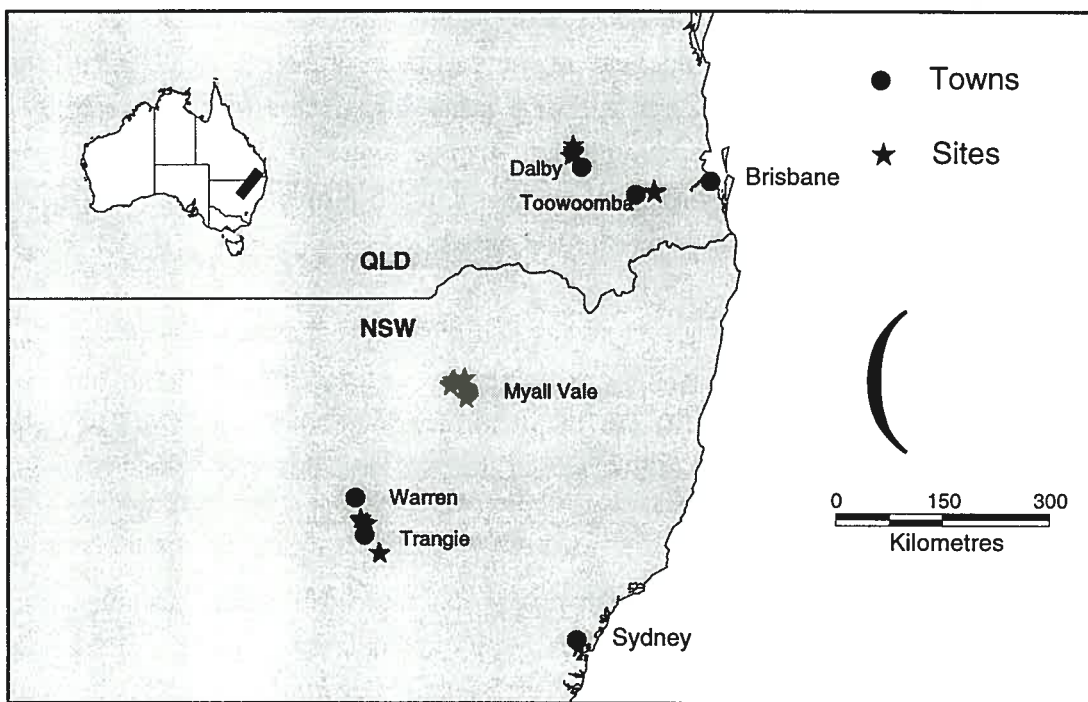 Towns
Sites
Dalby
Toowoomba
Brisbane
QLD
NSW
Myall Vale
Warren
Trangie
0 150 300
Kilometres
Sydney